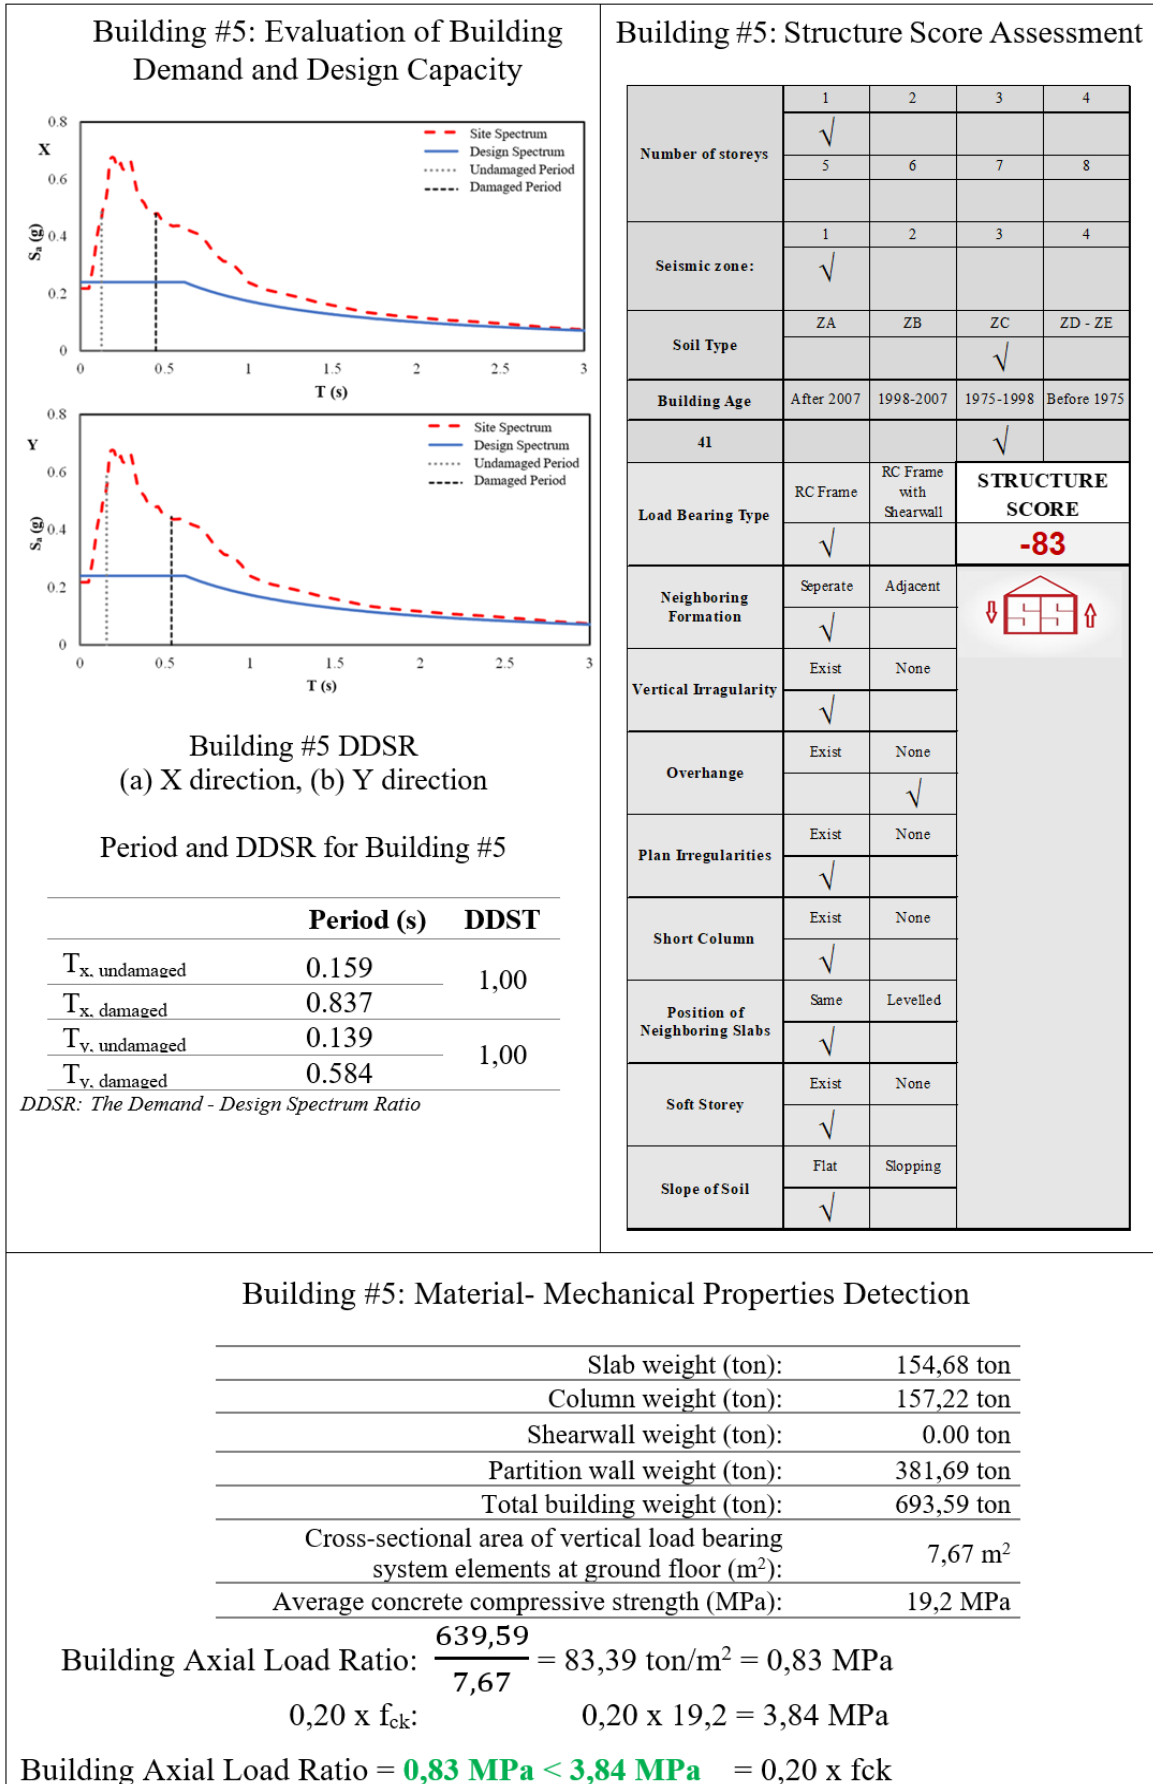 Building #5: Evaluation of Building
Demand and Design Capacity
0.8
X
0.6
Sa (g)
0.4
0.2
0
0
0.5
1
1.5
2
2.5
3
T (s)
Site Spectrum
Design Spectrum
Undamaged Period
Damaged Period
0.8
Y
0.6
Sa (g)
0.4
0.2
0
0
0.5
1
1.5
2
2.5
3
T (s)
Site Spectrum
Design Spectrum
Undamaged Period
Damaged Period
Building #5 DDSR
(a) X direction, (b) Y direction
Period and DDSR for Building #5
Period (s) DDST
Tx, undamaged 0.159 1,00
Tx, damaged 0.837
Ty, undamaged 0.139 1,00
Ty, damaged 0.584
DDSR: The Demand - Design Spectrum Ratio
Building #5: Structure Score Assessment
Number of storeys 1 2 3 4
√
5 6 7 8
Seismic zone: 1 2 3 4
√
Soil Type ZA ZB ZC ZD - ZE
√
Building Age After 2007 1998-2007 1975-1998 Before 1975
41 √
Load Bearing Type RC Frame RC Frame with Shearwall
√
STRUCTURE
SCORE
-83
Neighboring Formation Seperate Adjacent
√
Vertical Irragularity Exist None
√
Overhange Exist None
√
Plan Irregularities Exist None
√
Short Column Exist None
√
Position of Neighboring Slabs Same Levelled
√
Soft Storey Exist None
√
Slope of Soil Flat Slopping
√
Building #5: Material- Mechanical Properties Detection
Slab weight (ton): 154,68 ton
Column weight (ton): 157,22 ton
Shearwall weight (ton): 0.00 ton
Partition wall weight (ton): 381,69 ton
Total building weight (ton): 693,59 ton
Cross-sectional area of vertical load bearing
system elements at ground floor (m²): 7,67 m²
Average concrete compressive strength (MPa): 19,2 MPa
Building Axial Load Ratio: 639,59 / 7,67 = 83,39 ton/m² = 0,83 MPa
0,20 x fck: 0,20 x 19,2 = 3,84 MPa
Building Axial Load Ratio = 0,83 MPa < 3,84 MPa = 0,20 x fck